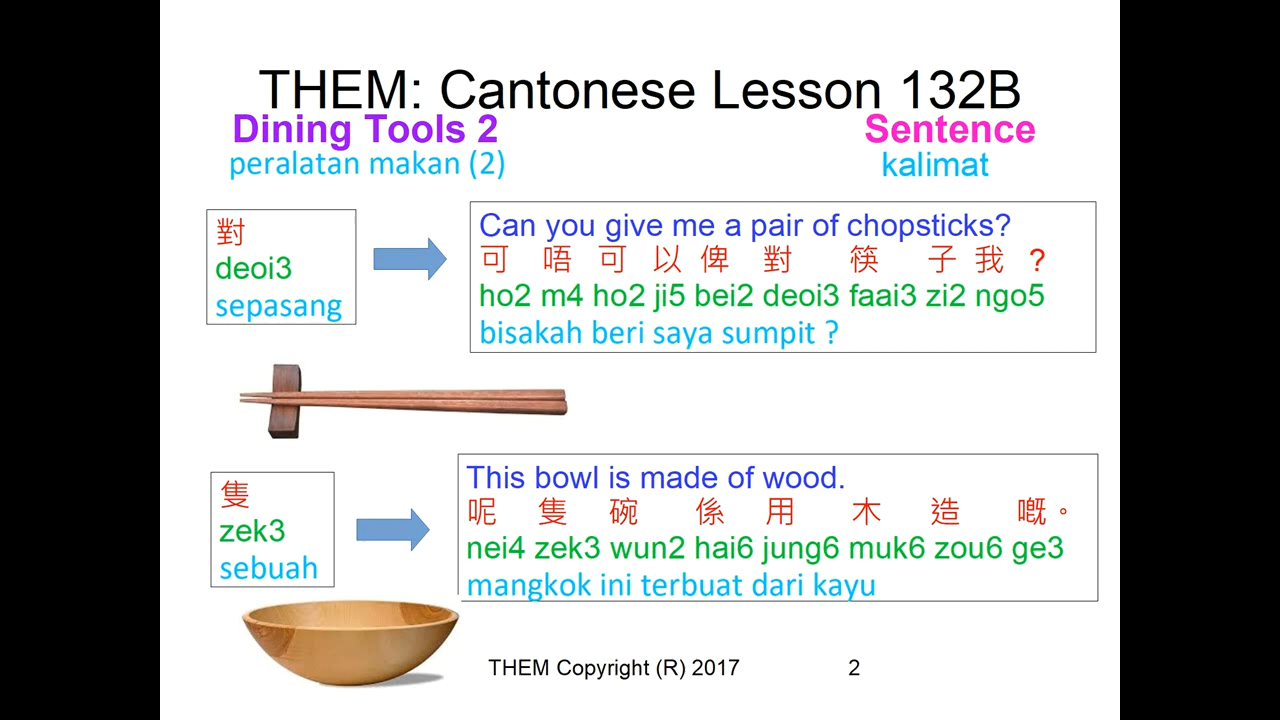 THEM: Cantonese Lesson 132B
Dining Tools 2
Sentence
peralatan makan (2)
kalimat
對
deoi3
sepasang
Can you give me a pair of chopsticks?
可 唔 可 以 俾 對 筷 子 我 ?
ho2 m4 ho2 ji5 bei2 deoi3 faai3 zi2 ngo5
bisakah beri saya sumpit ?
隻
zek3
sebuah
This bowl is made of wood.
呢 隻 碗 係 用 木 造 嘅。
nei4 zek3 wun2 hai6 jung6 muk6 zou6 ge3
mangkok ini terbuat dari kayu
THEM Copyright (R) 2017
2